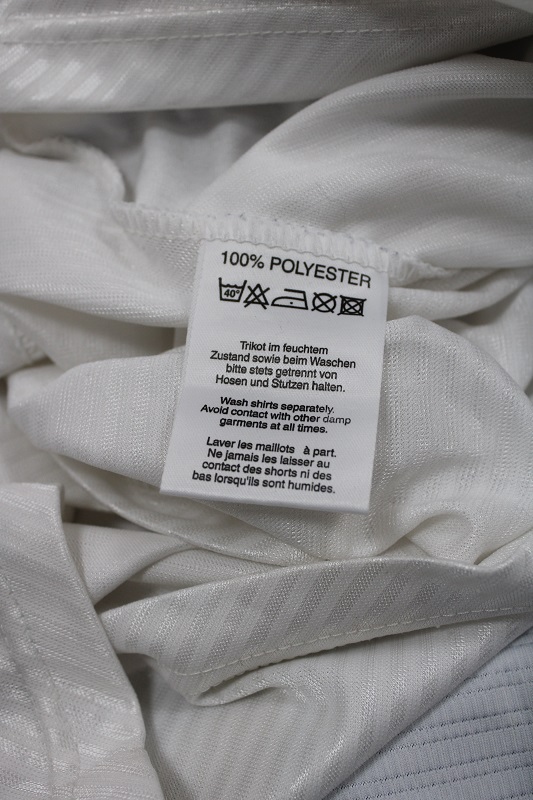 100% POLYESTER
40°
Trikot im feuchtem
Zustand sowie beim Waschen
bitte stets getrennt von
Hosen und Stutzen halten.
Wash shirts separately.
Avoid contact with other damp
garments at all times.
Laver les maillots à part.
Ne jamais les laisser au
contact des shorts ni des
bas lorsqu'ils sont humides.